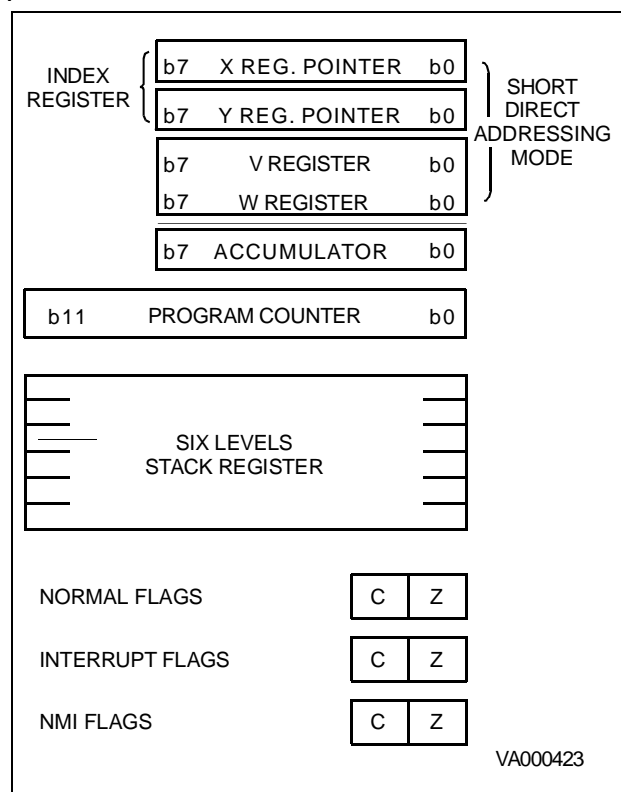 INDEX
REGISTER
b7 X REG. POINTER b0
b7 Y REG. POINTER b0
b7 V REGISTER b0
b7 W REGISTER b0
b7 ACCUMULATOR b0
SHORT
DIRECT
ADDRESSING
MODE
b11 PROGRAM COUNTER b0
SIX LEVELS
STACK REGISTER
NORMAL FLAGS C Z
INTERRUPT FLAGS C Z
NMI FLAGS C Z
VA000423